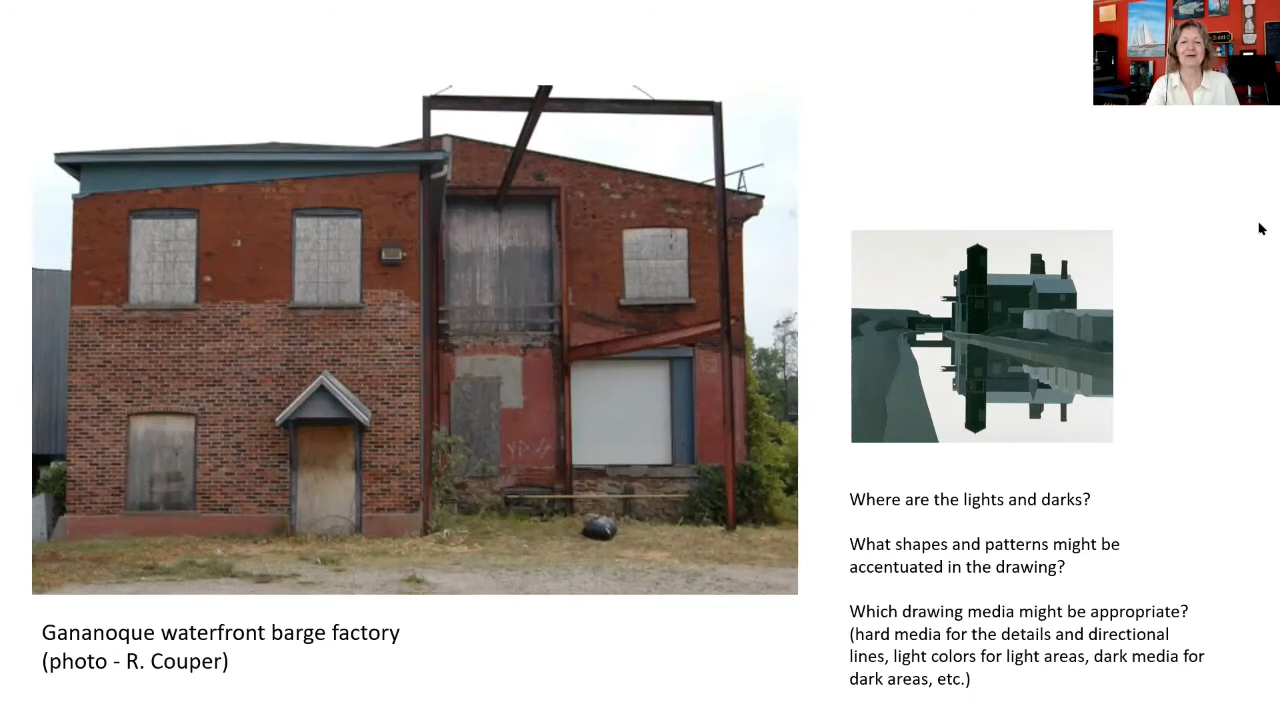 Gananoque waterfront barge factory
(photo - R. Couper)
Where are the lights and darks?
What shapes and patterns might be
accentuated in the drawing?
Which drawing media might be appropriate?
(hard media for the details and directional
lines, light colors for light areas, dark media for
dark areas, etc.)